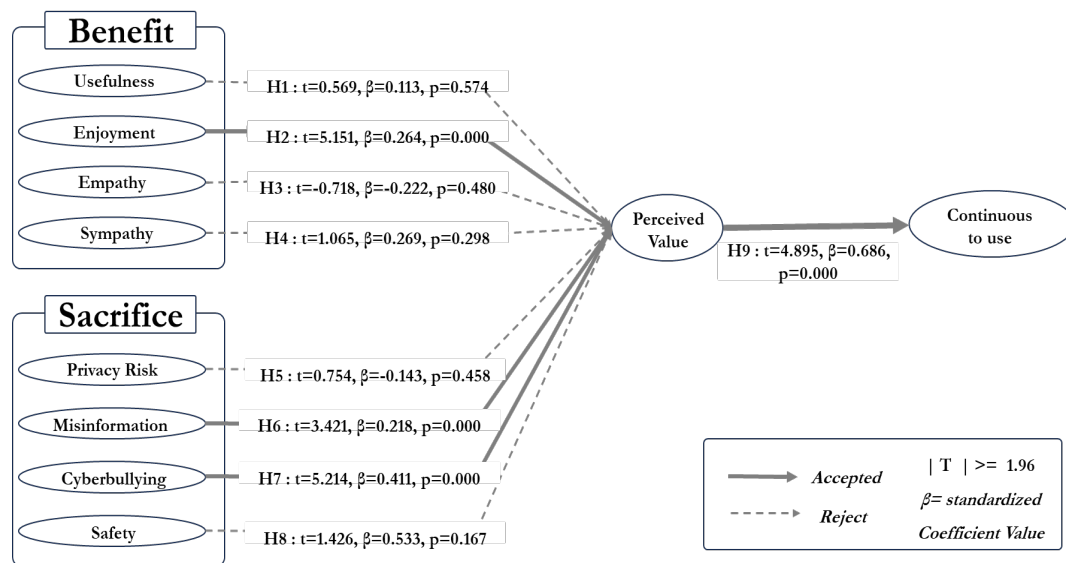 Benefit
Usefulness
H1 : t=0.569, β=0.113, p=0.574
Enjoyment
H2 : t=5.151, β=0.264, p=0.000
Empathy
H3 : t=-0.718, β=-0.222, p=0.480
Sympathy
H4 : t=1.065, β=0.269, p=0.298
Perceived
Value
H9 : t=4.895, β=0.686,
p=0.000
Continuous
to use
Sacrifice
Privacy Risk
H5 : t=0.754, β=-0.143, p=0.458
Misinformation
H6 : t=3.421, β=0.218, p=0.000
Cyberbullying
H7 : t=5.214, β=0.411, p=0.000
Safety
H8 : t=1.426, β=0.533, p=0.167
Accepted
Reject
| T | >= 1.96
β= standardized
Coefficient Value